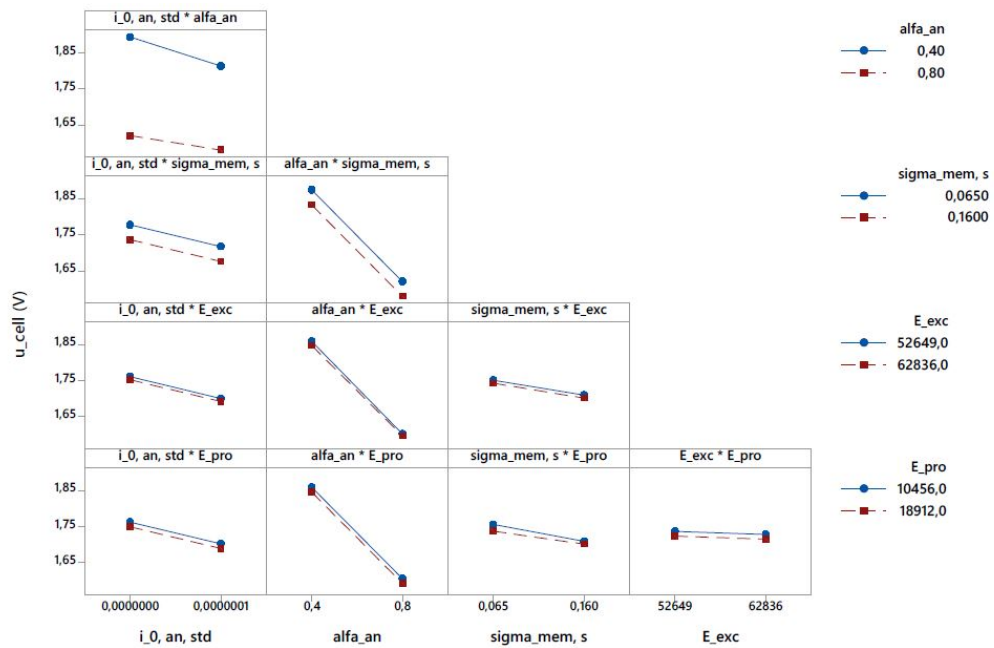 i_0, an, std * alfa_an
1,85
1,75
1,65
alfa_an
0,40
0,80
i_0, an, std * sigma_mem, s
alfa_an * sigma_mem, s
1,85
1,75
1,65
sigma_mem, s
0,0650
0,1600
u_cell (V)
i_0, an, std * E_exc
alfa_an * E_exc
sigma_mem, s * E_exc
1,85
1,75
1,65
E_exc
52649,0
62836,0
i_0, an, std * E_pro
alfa_an * E_pro
sigma_mem, s * E_pro
E_exc * E_pro
1,85
1,75
1,65
E_pro
10456,0
18912,0
0,0000000
0,0000001
0,4
0,8
0,065
0,160
52649
62836
i_0, an, std
alfa_an
sigma_mem, s
E_exc